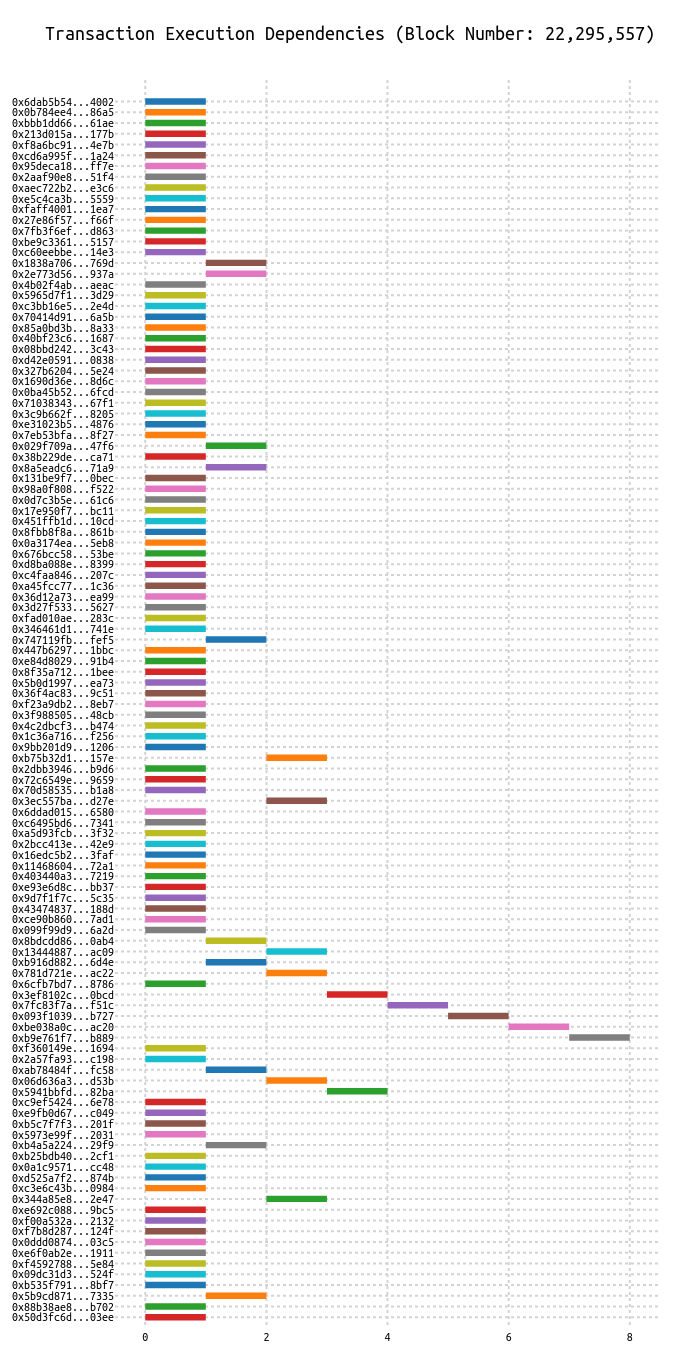 Transaction Execution Dependencies (Block Number: 22,295,557)
0x6dab5b54...4002
0x0b784ee4...86a5
0xbbb1dd66...61ae
0x213d015a...177b
0xf8a6bc91...4e7b
0xcd6a995f...1a24
0x95deca18...ff7e
0x2aaf90e8...51f4
0xaec722b2...e3c6
0xe5c4ca3b...5559
0xfaff4001...1ea7
0x27e86f57...f66f
0x7fb3f6ef...d863
0xbe9c3361...5157
0xc60eebbe...14e3
0x1838a706...769d
0x2e773d56...937a
0x4b02f4ab...aeac
0x5965d7f1...3d29
0xc3bb16e5...2e4d
0x70414d91...6a5b
0x85a0bd3b...8a33
0x40bf23c6...1687
0x08bbd242...3c43
0xd42e0591...0838
0x327b6204...5e24
0x1690d36e...8d6c
0x0ba45b52...6fcd
0x71038343...67f1
0x3c9b662f...8205
0xe31023b5...4876
0x7eb53bfa...8f27
0x029f709a...47f6
0x38b229de...ca71
0x8a5eadc6...71a9
0x131be9f7...0bec
0x98a0f808...f522
0x0d7c3b5e...61c6
0x17e950f7...bc11
0x451ffb1d...10cd
0x8fbb8f8a...861b
0x0a3174ea...5eb8
0x676bcc58...53be
0xd8ba088e...8399
0xc4faa846...207c
0xa45fcc77...1c36
0x36d12a73...ea99
0x3d27f533...5627
0xfad010ae...283c
0x346461d1...741e
0x747119fb...fef5
0x447b6297...1bbc
0xe84d8029...91b4
0x8f35a712...1bee
0x5b0d1997...ea73
0x36f4ac83...9c51
0xf23a9db2...8eb7
0x3f988505...48cb
0x4c2dbcf3...b474
0x1c36a716...f256
0x9bb201d9...1206
0xb75b32d1...157e
0x2dbb3946...b9d6
0x72c6549e...9659
0x70d58535...b1a8
0x3ec557ba...d27e
0x6ddad015...6580
0xc6495bd6...7341
0xa5d93fcb...3f32
0x2bcc413e...42e9
0x16edc5b2...3faf
0x11468604...72a1
0x403440a3...7219
0xe93e6d8c...bb37
0x9d7f1f7c...5c35
0x43474837...188d
0xce90b860...7ad1
0x099f99d9...6a2d
0x8bdcdd86...0ab4
0x13444887...ac09
0xb916d882...6d4e
0x781d721e...ac22
0x6cfb7bd7...8786
0x3ef8102c...0bcd
0x7fc83f7a...f51c
0x093f1039...b727
0xbe038a0c...ac20
0xb9e761f7...b889
0xf360149e...1694
0x2a57fa93...c198
0xab78484f...fc58
0x06d636a3...d53b
0x5941bbfd...82ba
0xc9ef5424...6e78
0xe9fb0d67...c049
0xb5c7f7f3...201f
0x5973e99f...2031
0xb4a5a224...29f9
0xb25bdb40...2cf1
0x0a1c9571...cc48
0xd525a7f2...874b
0xc3e6c43b...0984
0x344a85e8...2e47
0xe692c088...9bc5
0xf00a532a...2132
0xf7b8d287...124f
0x0ddd0874...03c5
0xe6f0ab2e...1911
0xf4592788...5e84
0x09dc31d3...524f
0xb535f791...8bf7
0x5b9cd871...7335
0x88b38ae8...b702
0x50d3fc6d...03ee
0 2 4 6 8